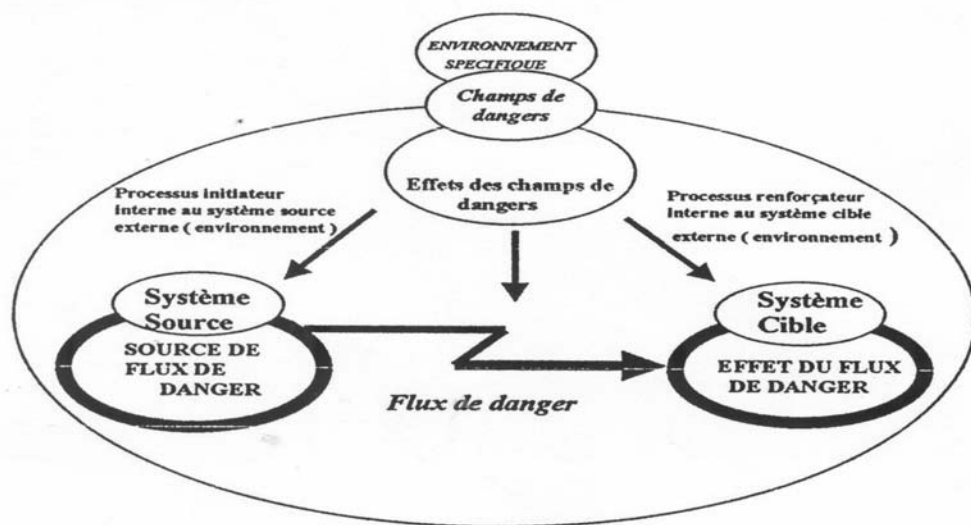 ENVIRONNEMENT
SPECIFIQUE
Champs de
dangers
Effets des champs de
dangers
Processus initiateur
Interne au système source
externe ( environnement )
Processus renforçateur
Interne au système cible
externe ( environnement )
Système
Source
SOURCE DE
FLUX DE
DANGER
Système
Cible
EFFET DU FLUX
DE DANGER
Flux de danger